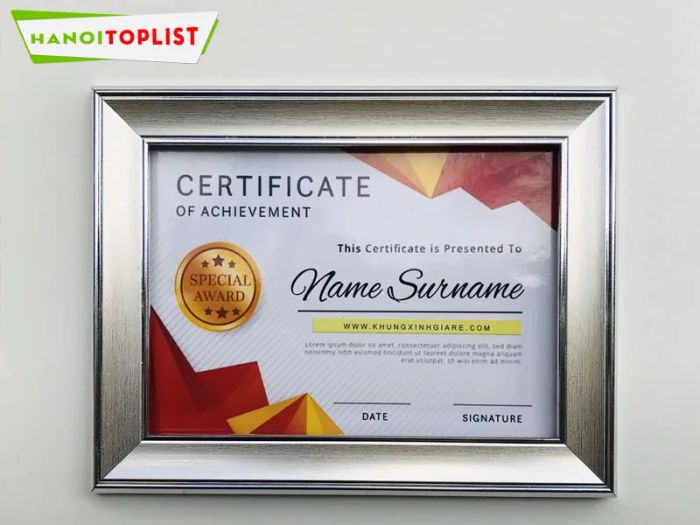 HANOITOPLIST
CERTIFICATE
OF ACHIEVEMENT
This Certificate is Presented To
SPECIAL
AWARD
Name Surname
WWW.KHUNGXINHGIARE.COM
Lorem ipsum dolor sit amet, consectetuer adipiscing elit, sed diam
nonummy nibh euismod tincidunt ut laoreet dolore magna aliquam
erat volutpat. Ut wisi enim ad minim.
DATE
SIGNATURE